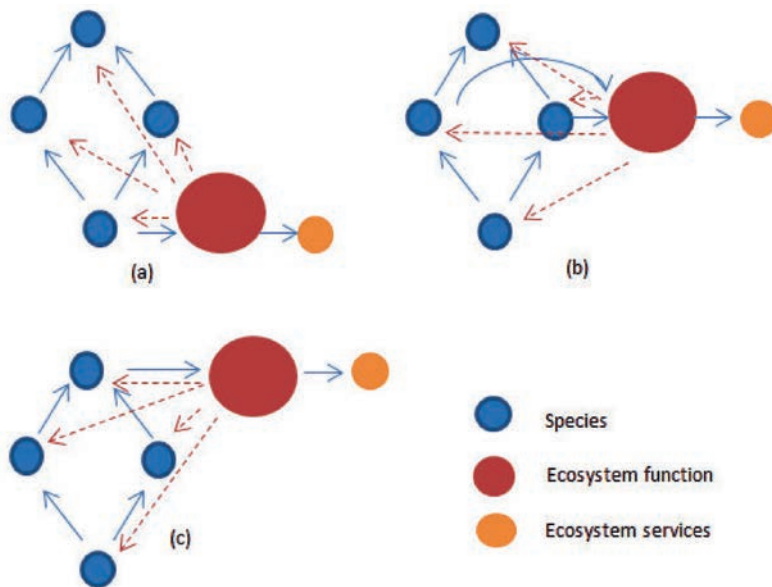 (a)
(b)
(c)
Species
Ecosystem function
Ecosystem services